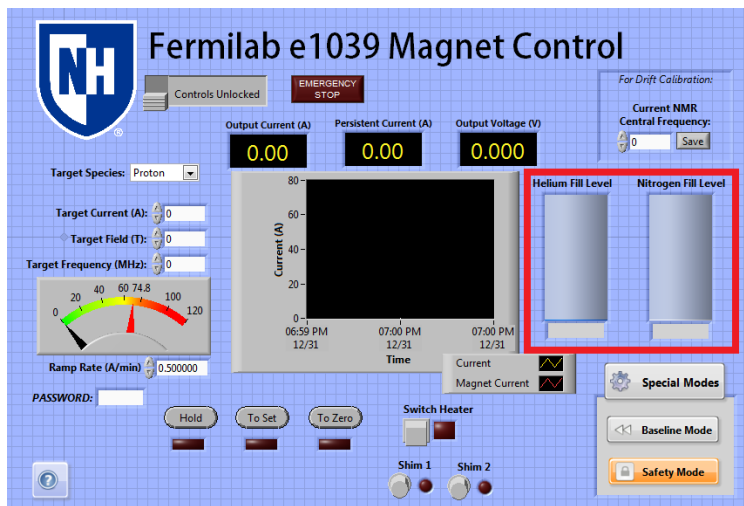 NH
®
Fermilab e1039 Magnet Control
Controls Unlocked
EMERGENCY
STOP
For Drift Calibration:
Current NMR
Central Frequency:
0
Save
Output Current (A)
0.00
Persistent Current (A)
0.00
Output Voltage (V)
0.000
Target Species: Proton
Target Current (A): 0
Target Field (T): 0
Target Frequency (MHz): 0
0
20
40
60
74.8
100
120
Ramp Rate (A/min) 0.500000
PASSWORD:
Current (A)
80
60
40
20
0
06:59 PM
12/31
07:00 PM
12/31
07:00 PM
12/31
Time
Current
Magnet Current
Helium Fill Level
Nitrogen Fill Level
Hold
To Set
To Zero
Switch Heater
Shim 1
Shim 2
Special Modes
Baseline Mode
Safety Mode
?